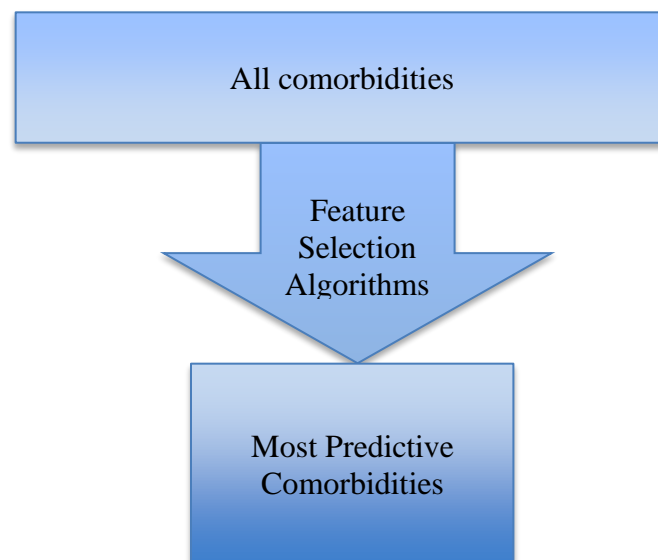 All comorbidities
Feature
Selection
Algorithms
Most Predictive
Comorbidities